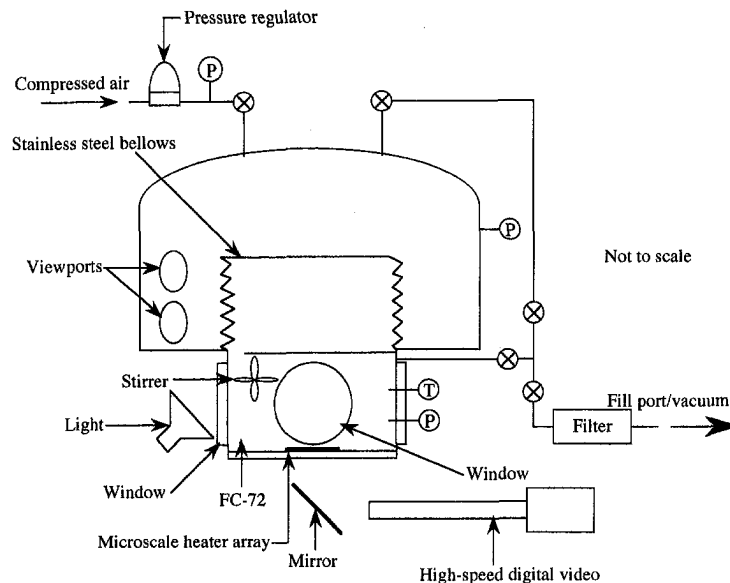 Pressure regulator
P
Compressed air
Stainless steel bellows
P
Not to scale
Viewports
Stirrer
T
Fill port/vacuum
Light
P
Filter
Window
Window
FC-72
Microscale heater array
Mirror
High-speed digital video